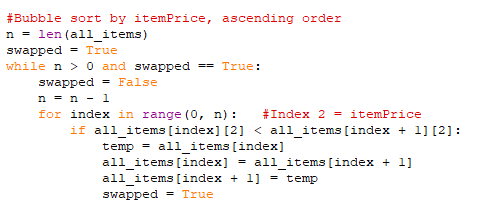 #Bubble sort by itemPrice, ascending order
n = len(all_items)
swapped = True
while n > 0 and swapped == True:
    swapped = False
    n = n - 1
    for index in range(0, n):   #Index 2 = itemPrice
        if all_items[index][2] < all_items[index + 1][2]:
            temp = all_items[index]
            all_items[index] = all_items[index + 1]
            all_items[index + 1] = temp
            swapped = True